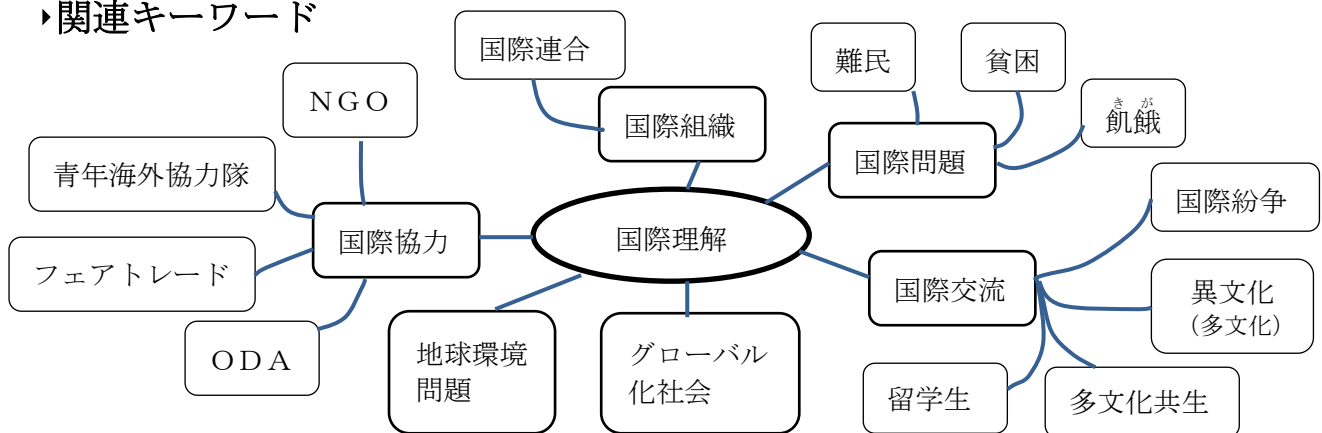 ▸関連キーワード
国際連合
難民
貧困
NGO
国際組織
きが
飢餓
国際問題
青年海外協力隊
国際紛争
国際協力
国際理解
フェアトレード
国際交流
異文化
(多文化)
ODA
地球環境
問題
グローバル
化社会
留学生
多文化共生